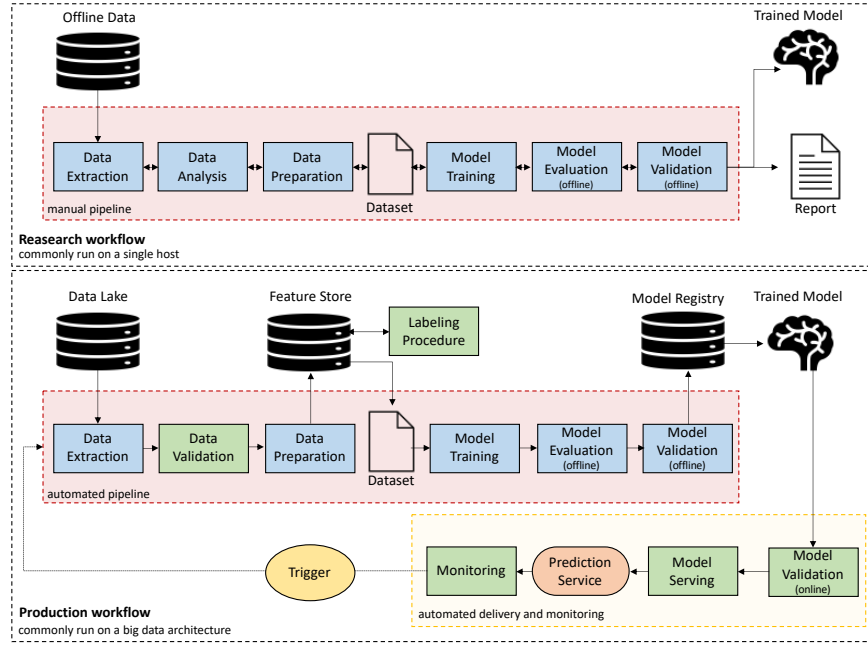 Offline Data
Trained Model
Data
Extraction
Data
Analysis
Data
Preparation
Dataset
Model
Training
Model
Evaluation
(offline)
Model
Validation
(offline)
Report
manual pipeline
Reasearch workflow
commonly run on a single host
Data Lake
Feature Store
Labeling
Procedure
Model Registry
Trained Model
Data
Extraction
Data
Validation
Data
Preparation
Dataset
Model
Training
Model
Evaluation
(offline)
Model
Validation
(offline)
automated pipeline
Trigger
Monitoring
Prediction
Service
Model
Serving
Model
Validation
(online)
automated delivery and monitoring
Production workflow
commonly run on a big data architecture